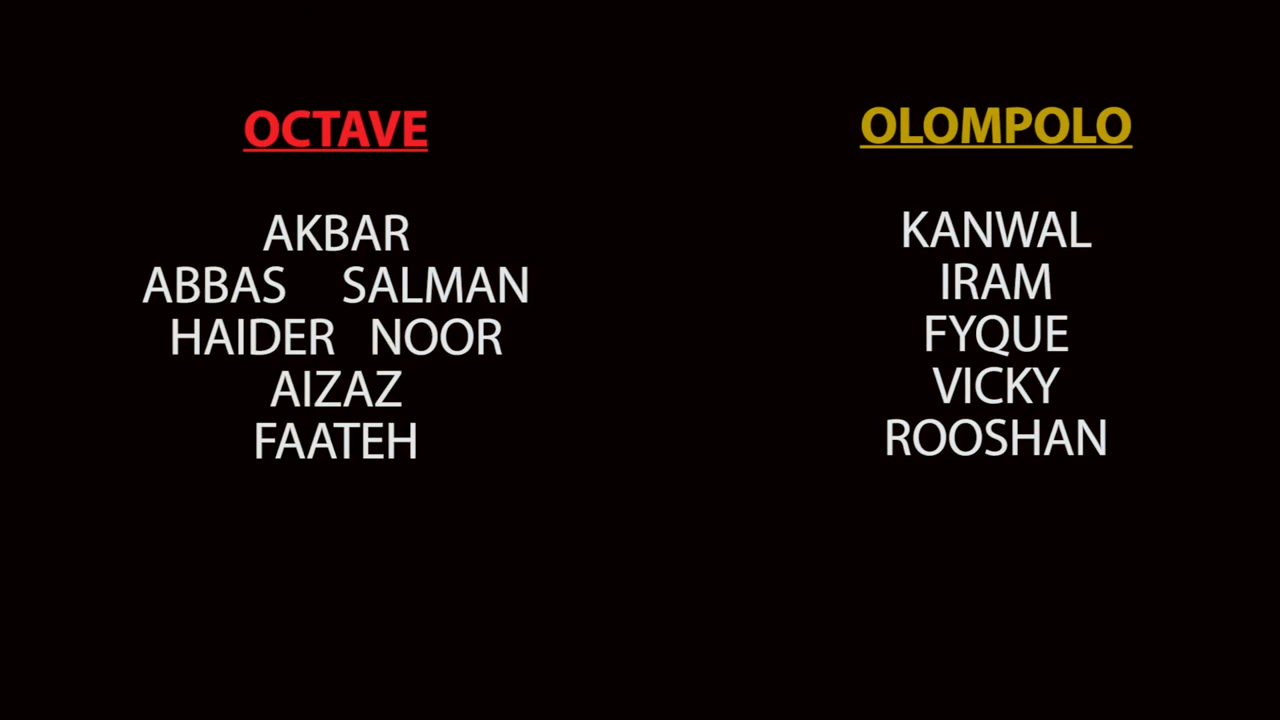 OCTAVE
AKBAR
ABBAS SALMAN
HAIDER NOOR
AIZAZ
FAATEH
OLOMPOLO
KANWAL
IRAM
FYQUE
VICKY
ROOSHAN